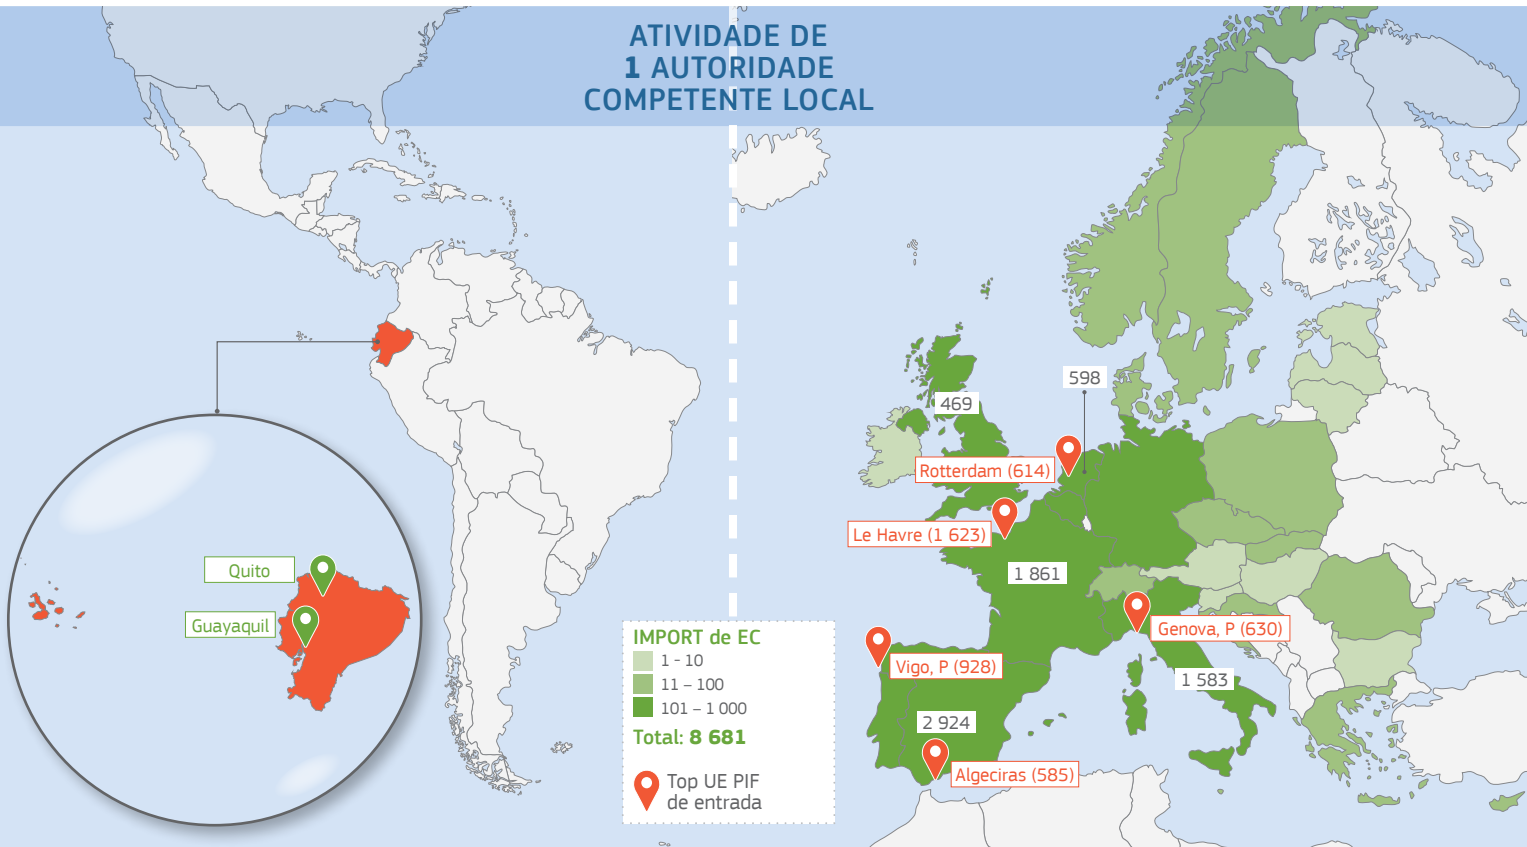 ATIVIDADE DE
1 AUTORIDADE
COMPETENTE LOCAL
598
469
Rotterdam (614)
Le Havre (1 623)
1 861
Quito
Guayaquil
Genova, P (630)
Vigo, P (928)
1 583
2 924
Algeciras (585)
IMPORT de EC
1 - 10
11 – 100
101 – 1 000
Total: 8 681
Top UE PIF
de entrada